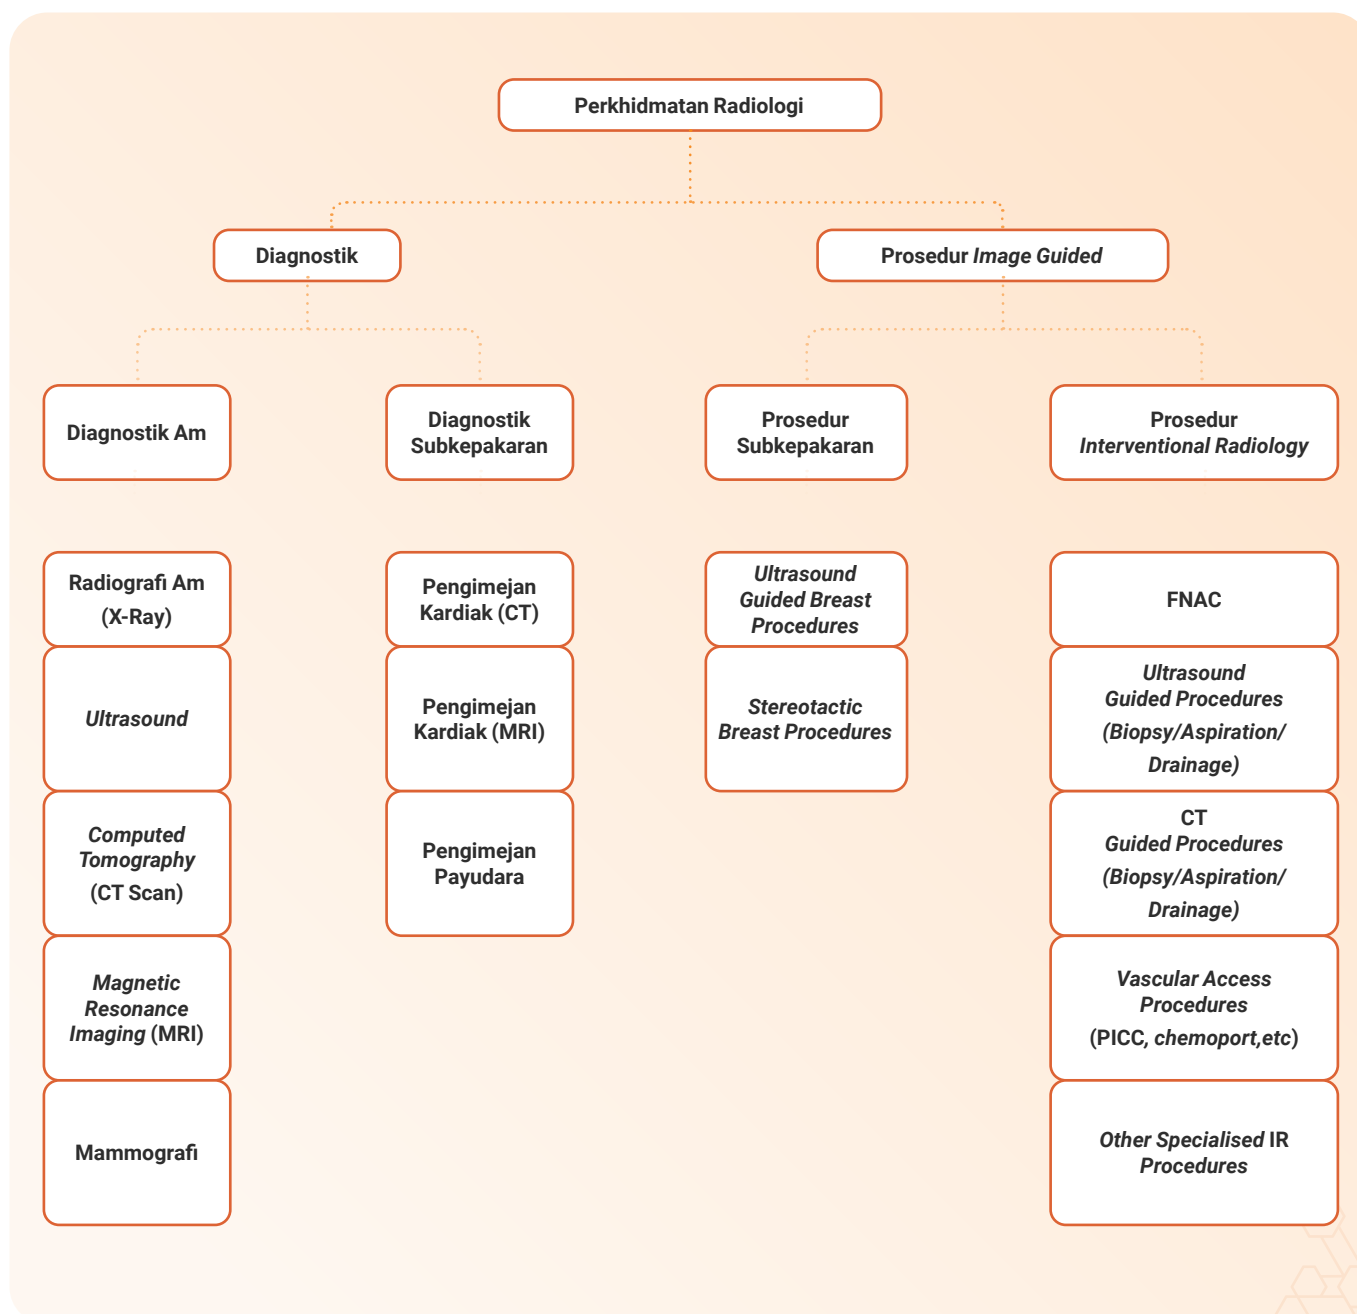 Perkhidmatan Radiologi
Diagnostik
Prosedur Image Guided
Diagnostik Am
Diagnostik
Subkepakaran
Prosedur
Subkepakaran
Prosedur
Interventional Radiology
Radiografi Am
(X-Ray)
Ultrasound
Computed
Tomography
(CT Scan)
Magnetic
Resonance
Imaging (MRI)
Mammografi
Pengimejan
Kardiak (CT)
Pengimejan
Kardiak (MRI)
Pengimejan
Payudara
Ultrasound
Guided Breast
Procedures
Stereotactic
Breast Procedures
FNAC
Ultrasound
Guided Procedures
(Biopsy/Aspiration/
Drainage)
CT
Guided Procedures
(Biopsy/Aspiration/
Drainage)
Vascular Access
Procedures
(PICC, chemoport,etc)
Other Specialised IR
Procedures